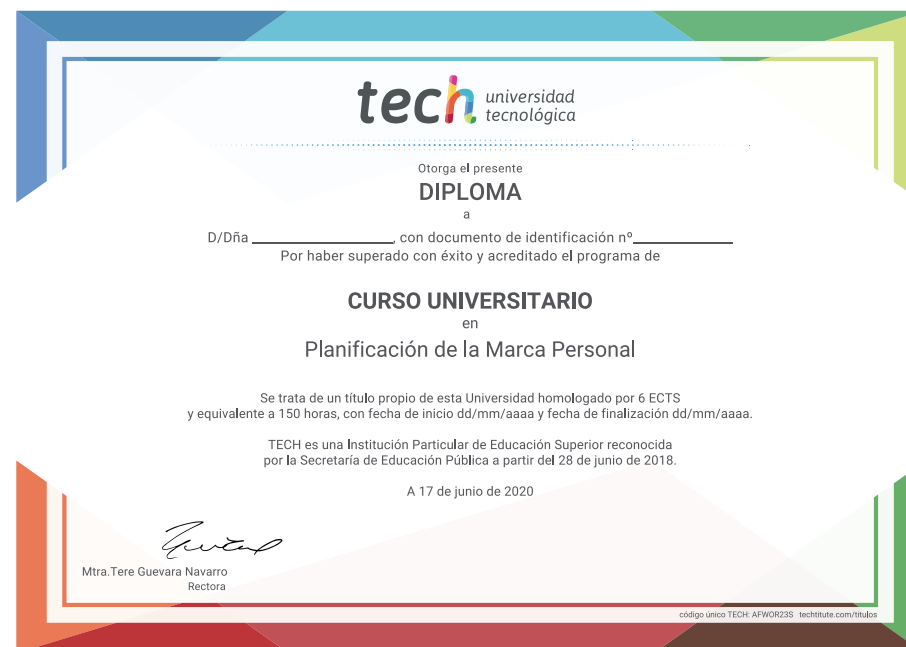 tech universidad
tecnológica
Otorga el presente
DIPLOMA
a
D/Dña ____________________, con documento de identificación nº______________
Por haber superado con éxito y acreditado el programa de
CURSO UNIVERSITARIO
en
Planificación de la Marca Personal
Se trata de un título propio de esta Universidad homologado por 6 ECTS
y equivalente a 150 horas, con fecha de inicio dd/mm/aaaa y fecha de finalización dd/mm/aaaa.
TECH es una Institución Particular de Educación Superior reconocida
por la Secretaría de Educación Pública a partir del 28 de junio de 2018.
A 17 de junio de 2020
Mtra.Tere Guevara Navarro
Rectora
código único TECH: AFWOR23S techtitute.com/titulos